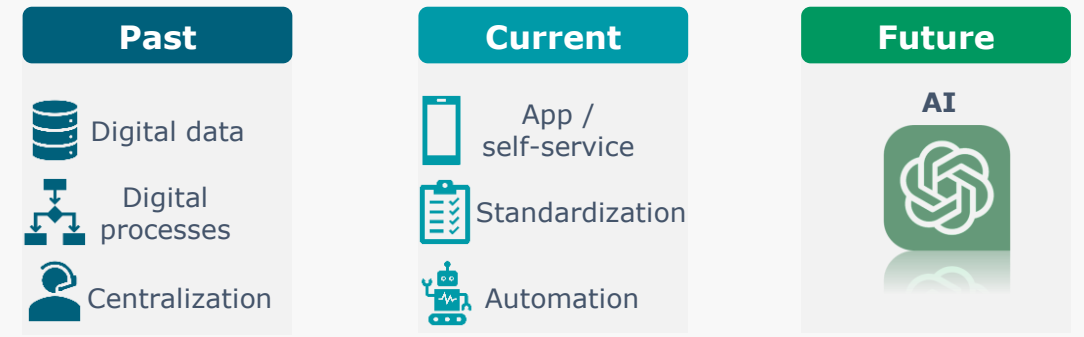 Past
Digital data
Digital
processes
Centralization
Current
App /
self-service
Standardization
Automation
Future
AI